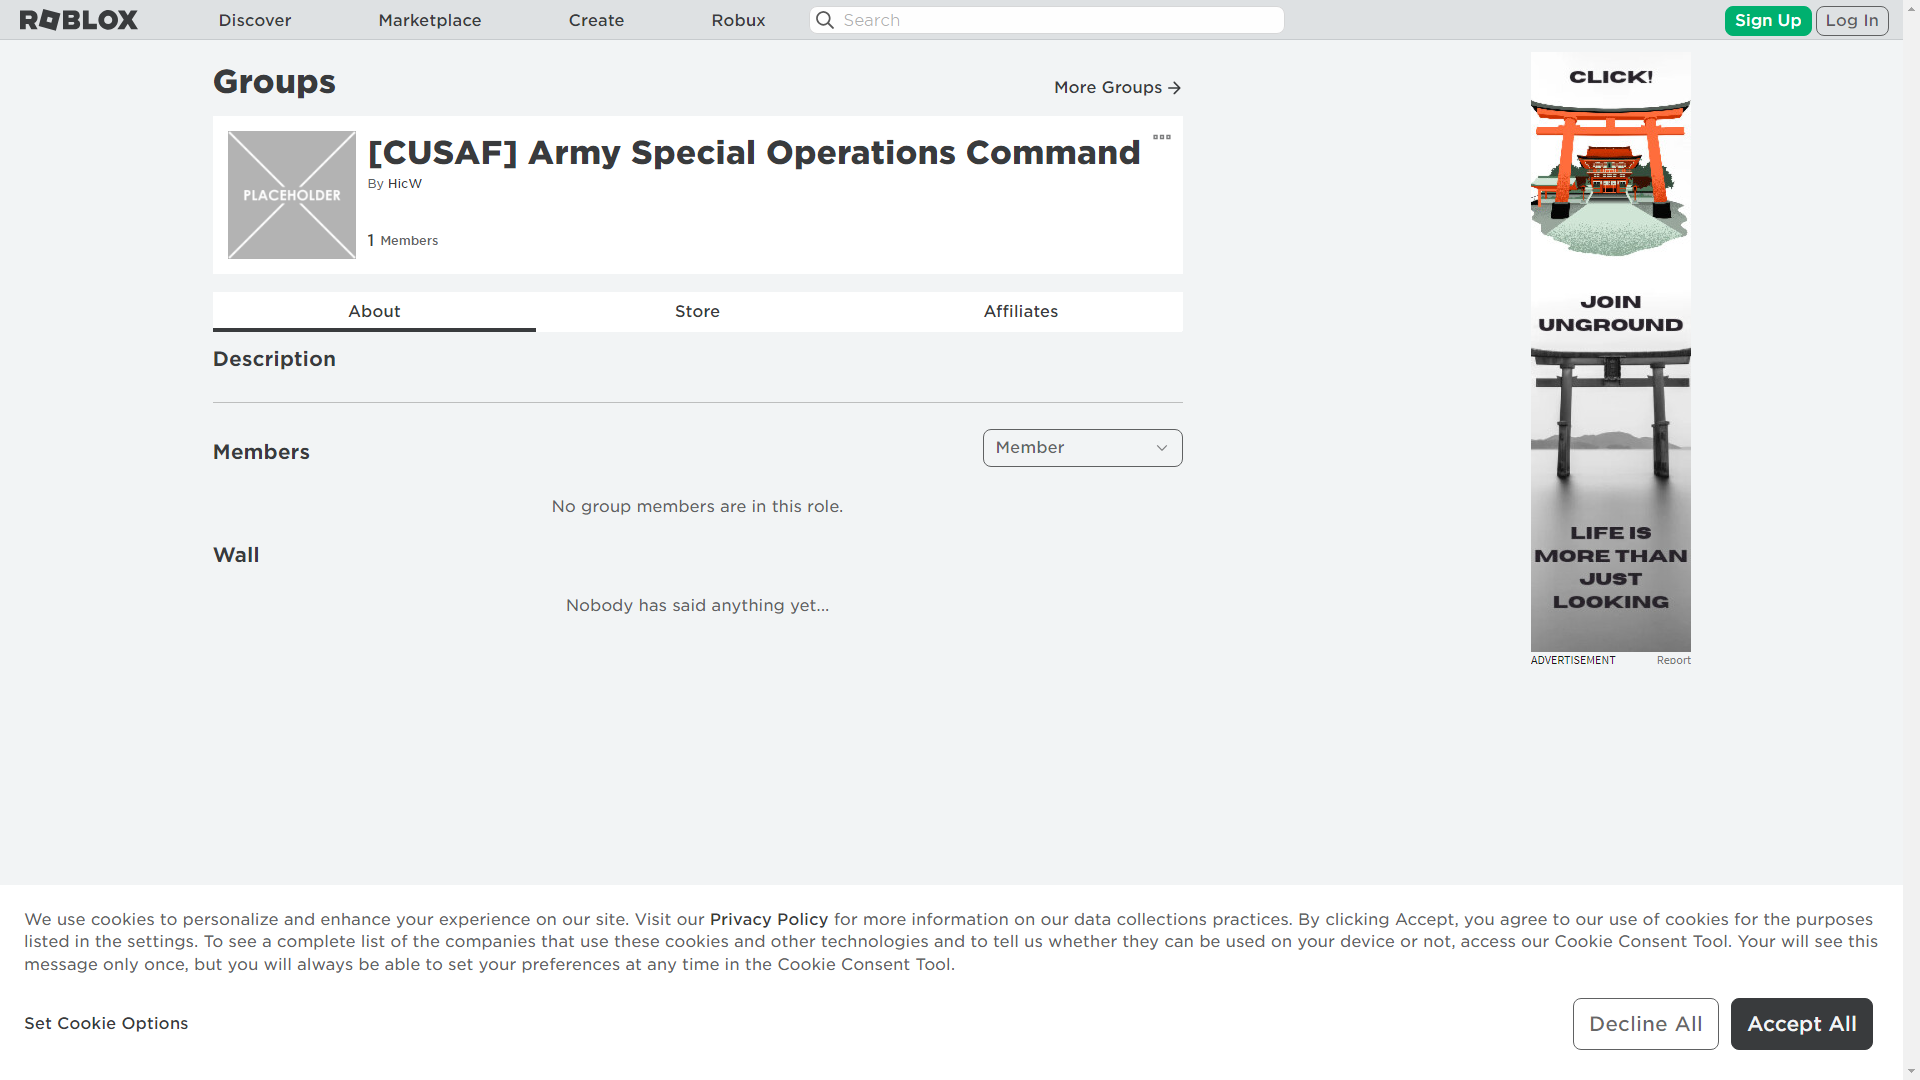 ROBLOX
Discover
Marketplace
Create
Robux
Search
Sign Up
Log In
Groups
More Groups
PLACEHOLDER
[CUSAF] Army Special Operations Command
By HicW
1 Members
About
Store
Affiliates
Description
Members
Member
No group members are in this role.
Wall
Nobody has said anything yet...
CLICK!
JOIN
UNGROUND
LIFE IS
MORE THAN
JUST
LOOKING
ADVERTISEMENT
Report
We use cookies to personalize and enhance your experience on our site. Visit our Privacy Policy for more information on our data collections practices. By clicking Accept, you agree to our use of cookies for the purposes
listed in the settings. To see a complete list of the companies that use these cookies and other technologies and to tell us whether they can be used on your device or not, access our Cookie Consent Tool. Your will see this
message only once, but you will always be able to set your preferences at any time in the Cookie Consent Tool.
Set Cookie Options
Decline All
Accept All